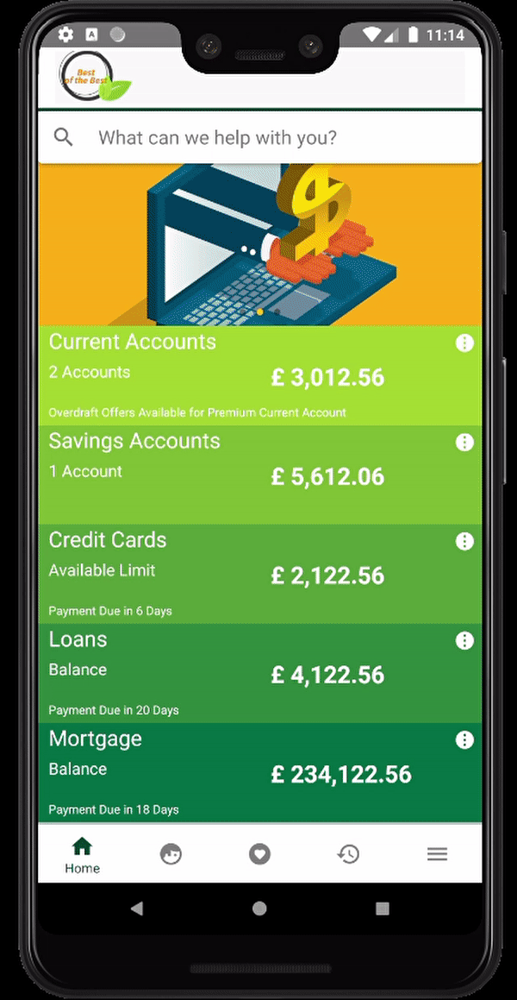 11:14
Best
of the Best
What can we help with you?
Current Accounts
2 Accounts
£ 3,012.56
Overdraft Offers Available for Premium Current Account
Savings Accounts
1 Account
£ 5,612.06
Credit Cards
Available Limit
£ 2,122.56
Payment Due in 6 Days
Loans
Balance
£ 4,122.56
Payment Due in 20 Days
Mortgage
Balance
£ 234,122.56
Payment Due in 18 Days
Home